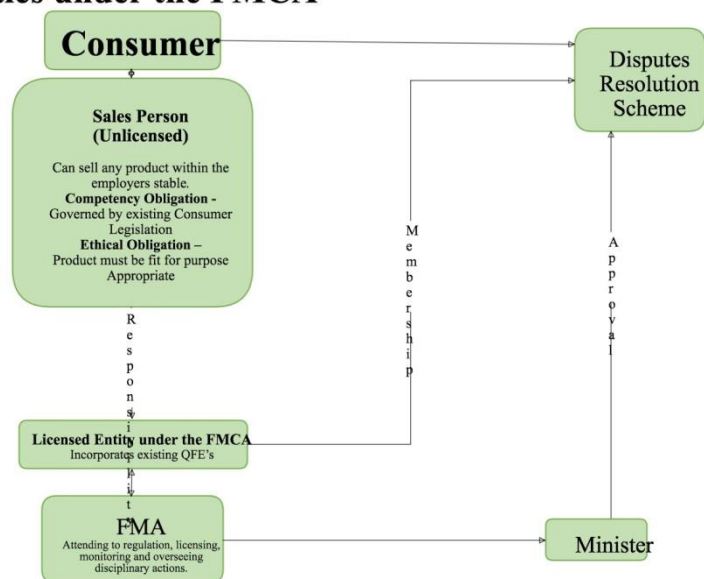 Consumer
Disputes
Resolution
Scheme
Sales Person
(Unlicensed)
Can sell any product within the
employers stable.
Competency Obligation -
Governed by existing Consumer
Legislation
Ethical Obligation –
Product must be fit for purpose
Appropriate
Membership
Approval
Responsibility
Licensed Entity under the FMCA
Incorporates existing QFE's
FMA
Attending to regulation, licensing,
monitoring and overseeing
disciplinary actions.
Minister